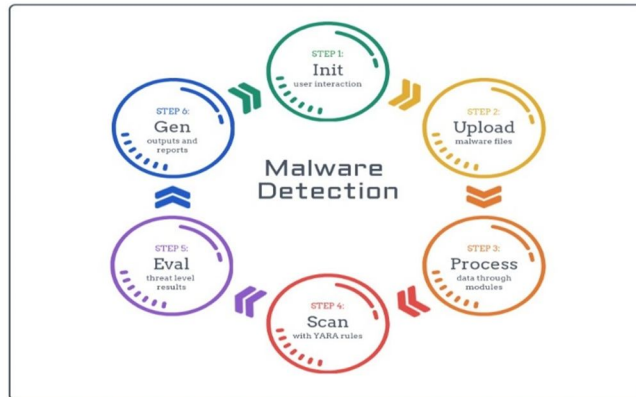 STEP 1:
Init
user interaction
STEP 2:
Upload
malware files
STEP 3:
Process
data through
modules
STEP 4:
Scan
with YARA rules
STEP 5:
Eval
threat level
results
STEP 6:
Gen
outputs and
reports
Malware
Detection